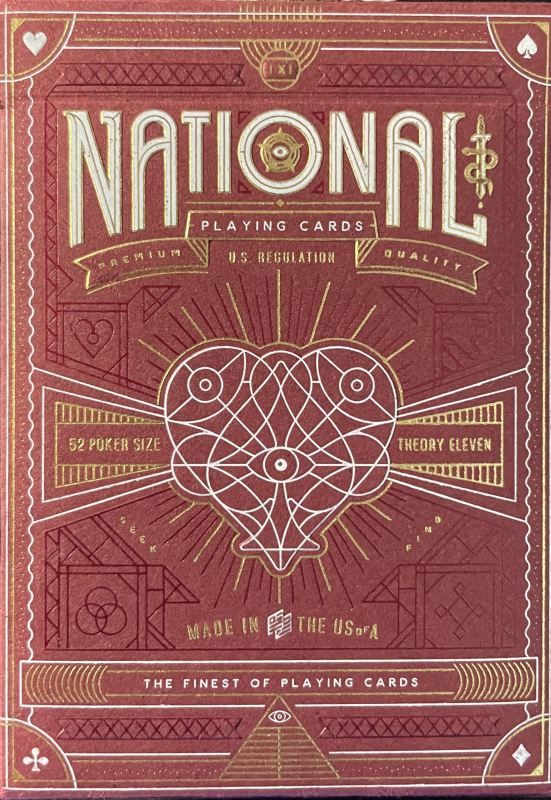 NATIONAL
PLAYING CARDS
PREMIUM U.S. REGULATION QUALITY
52 POKER SIZE THEORY ELEVEN
SEEK FIND
MADE IN THE US OF A
THE FINEST OF PLAYING CARDS